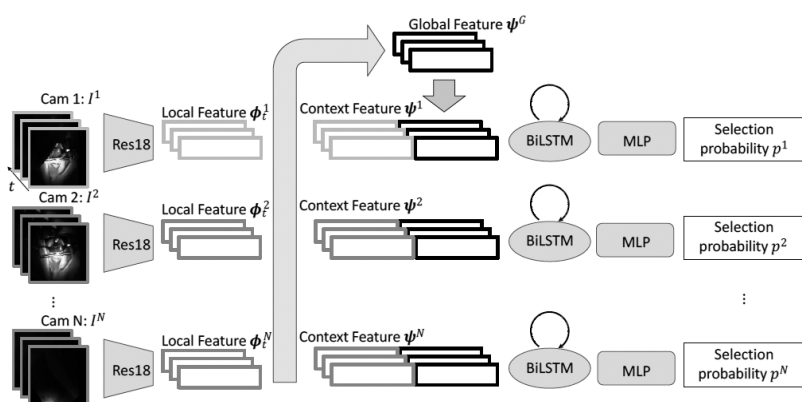 Global Feature ψ^G
Cam 1: I^1
Local Feature ϕ_t^1
Context Feature ψ^1
Res18
BiLSTM
MLP
Selection
probability p^1
t
Cam 2: I^2
Local Feature ϕ_t^2
Context Feature ψ^2
Res18
BiLSTM
MLP
Selection
probability p^2
⋮
⋮
Cam N: I^N
Local Feature ϕ_t^N
Context Feature ψ^N
Res18
BiLSTM
MLP
Selection
probability p^N